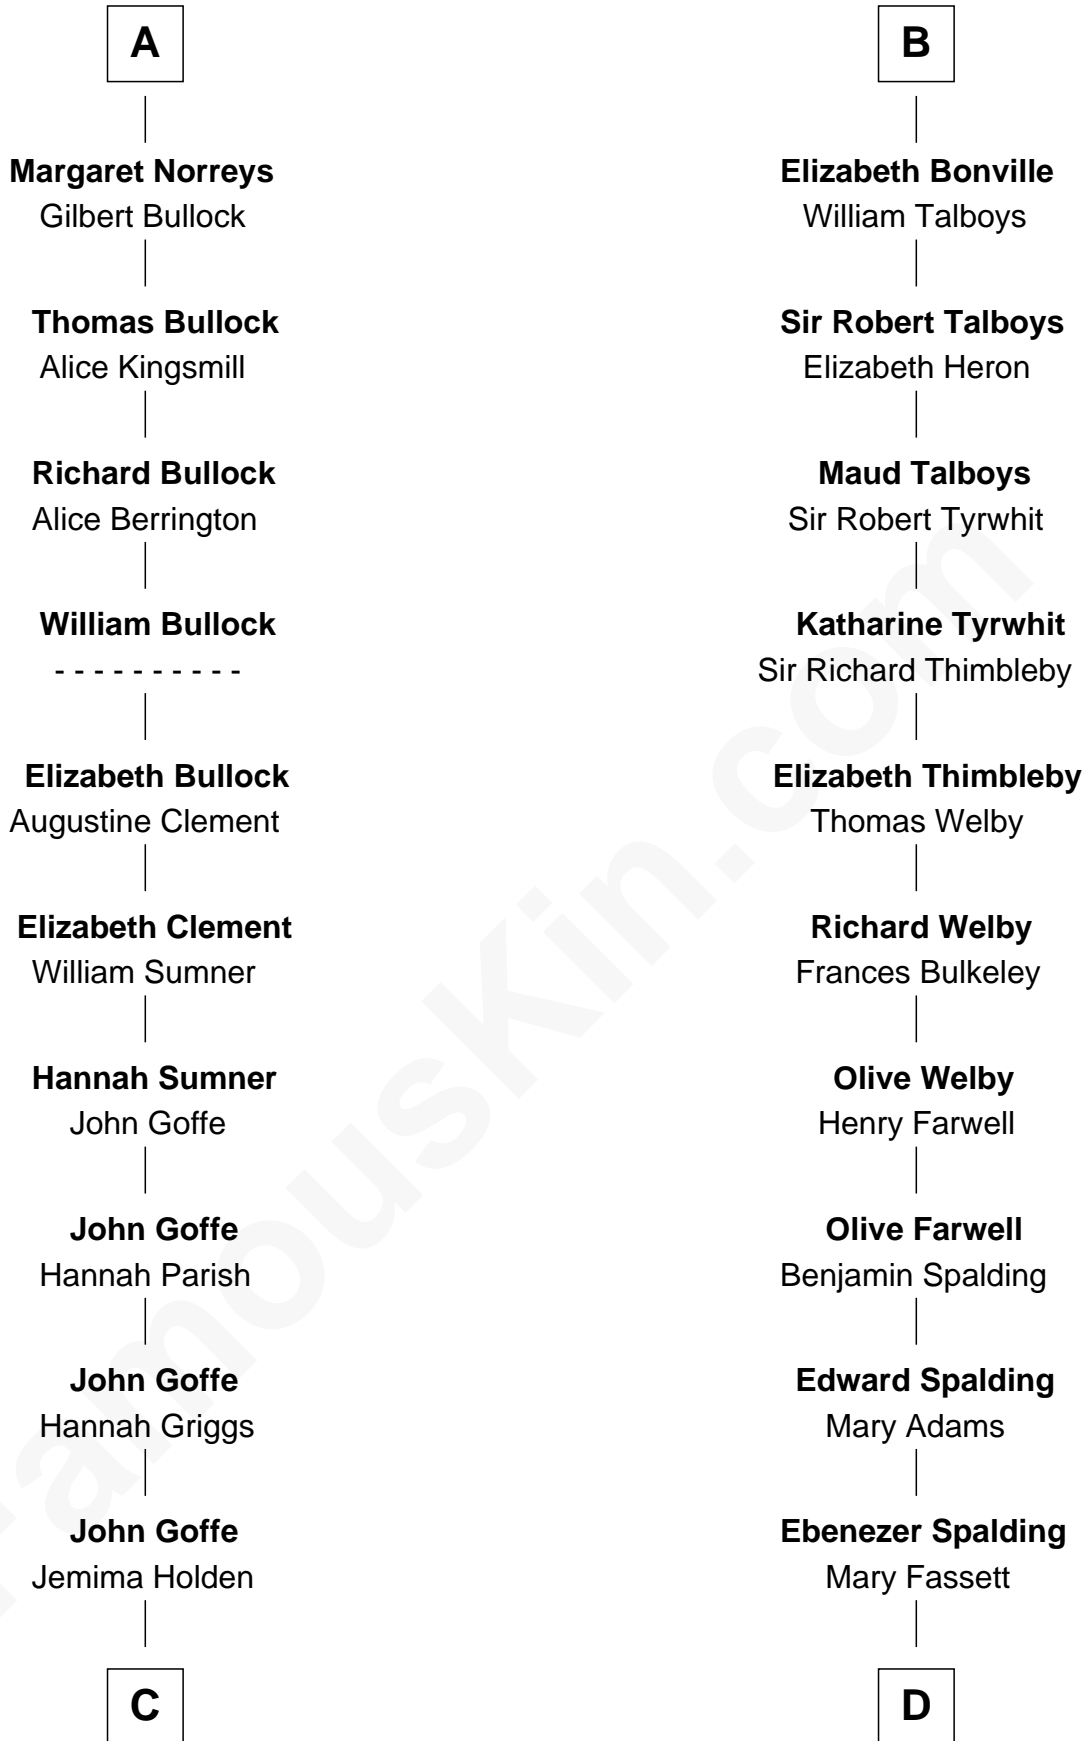 A
Margaret Norreys
Gilbert Bullock
Thomas Bullock
Alice Kingsmill
Richard Bullock
Alice Berrington
William Bullock
- - - - - - - - - -
Elizabeth Bullock
Augustine Clement
Elizabeth Clement
William Sumner
Hannah Sumner
John Goffe
John Goffe
Hannah Parish
John Goffe
Hannah Griggs
John Goffe
Jemima Holden
C
B
Elizabeth Bonville
William Talboys
Sir Robert Talboys
Elizabeth Heron
Maud Talboys
Sir Robert Tyrwhit
Katharine Tyrwhit
Sir Richard Thimbleby
Elizabeth Thimbleby
Thomas Welby
Richard Welby
Frances Bulkeley
Olive Welby
Henry Farwell
Olive Farwell
Benjamin Spalding
Edward Spalding
Mary Adams
Ebenezer Spalding
Mary Fassett
D
FamousKin.com